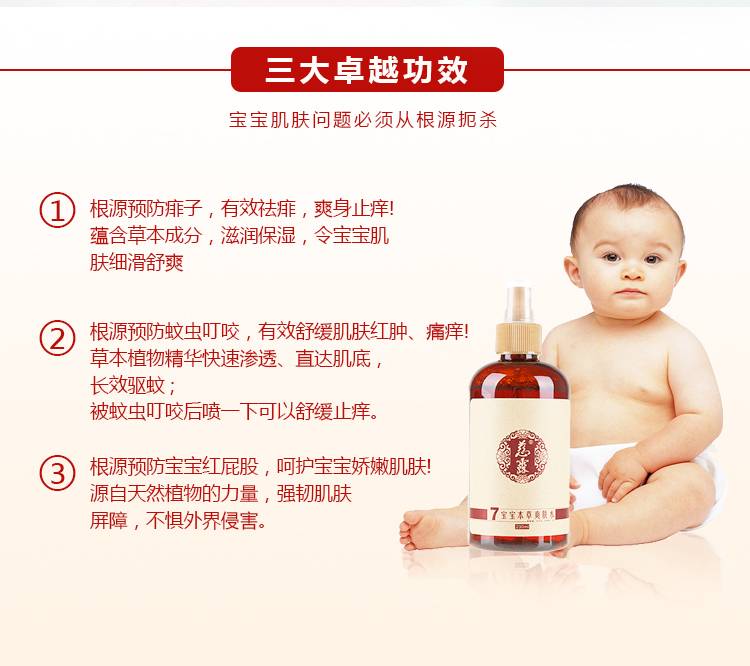 三大卓越功效
宝宝肌肤问题必须从根源扼杀
1
根源预防痱子，有效祛痱，爽身止痒!
蕴含草本成分，滋润保湿，令宝宝肌
肤细滑舒爽
2
根源预防蚊虫叮咬，有效舒缓肌肤红肿、痛痒!
草本植物精华快速渗透、直达肌底，
长效驱蚊；
被蚊虫叮咬后喷一下可以舒缓止痒。
3
根源预防宝宝红屁股，呵护宝宝娇嫩肌肤!
源自天然植物的力量，强韧肌肤
屏障，不惧外界侵害。
慈露
7宝宝本草爽肤水